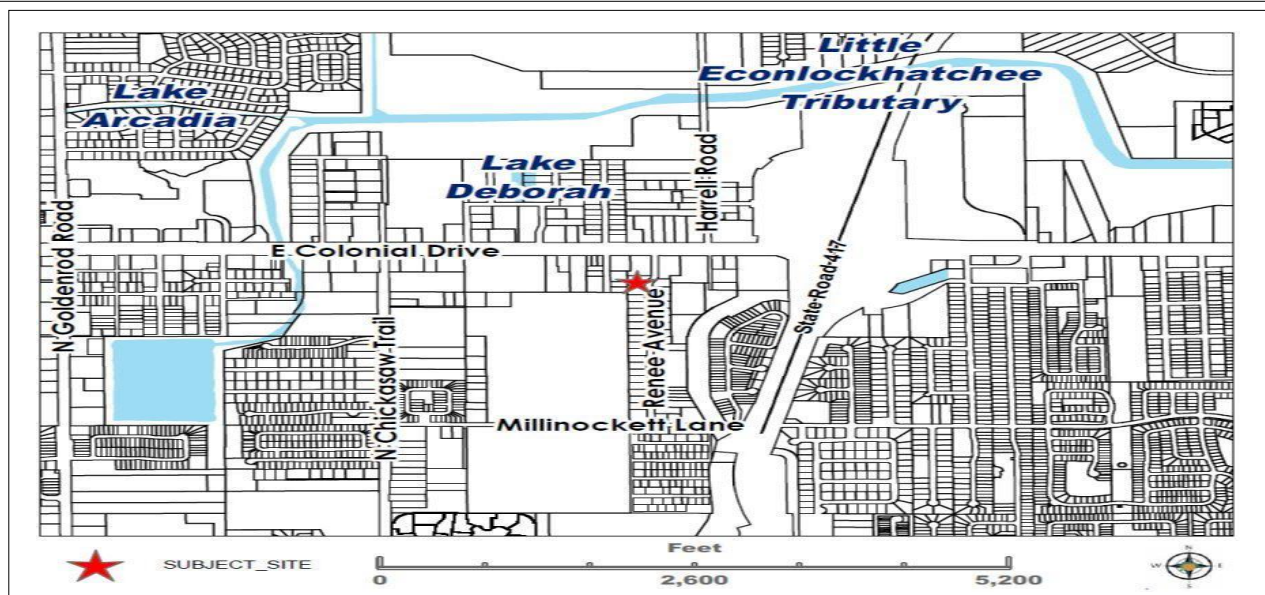 Little
Econlockhatchee
Tributary
Lake
Arcadia
Lake
Deborah
Harrell Road
N Goldenrod Road
E Colonial Drive
State Road 417
Renee Avenue
N Chickasaw Trail
Millinockett Lane
SUBJECT_SITE
Feet
0
2,600
5,200
N
W
E
S